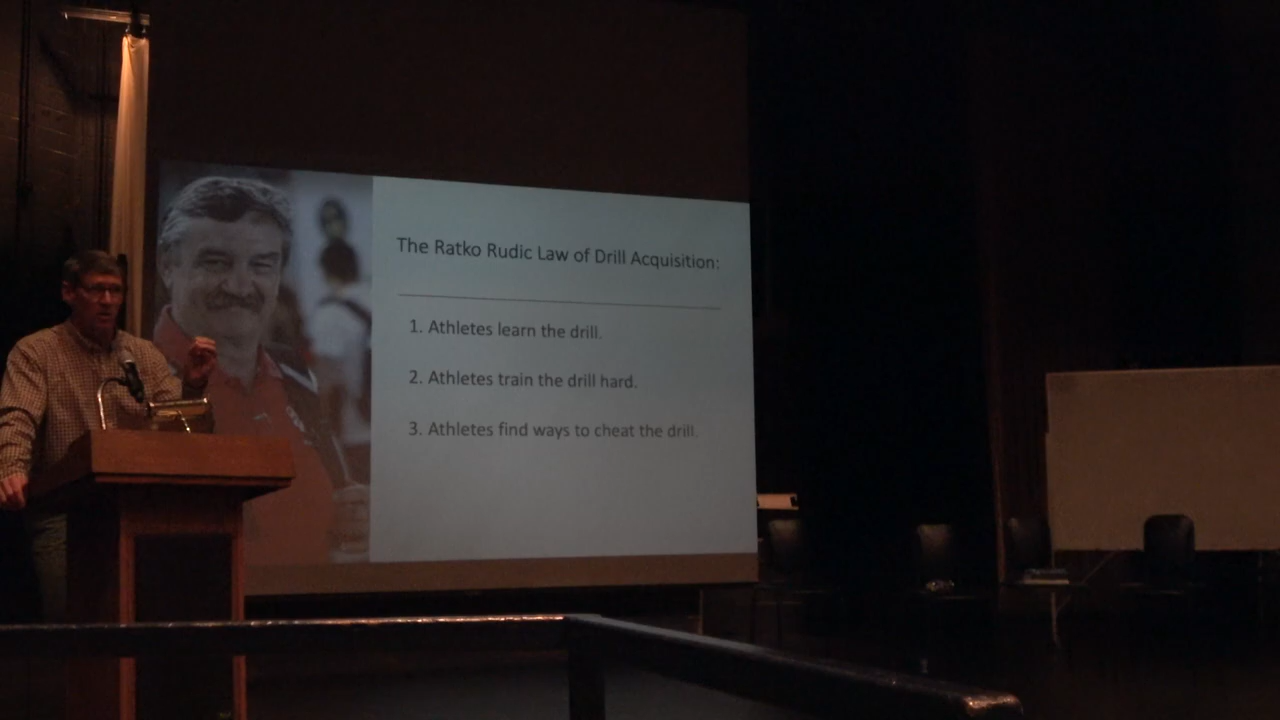 The Ratko Rudic Law of Drill Acquisition:
1. Athletes learn the drill.
2. Athletes train the drill hard.
3. Athletes find ways to cheat the drill.